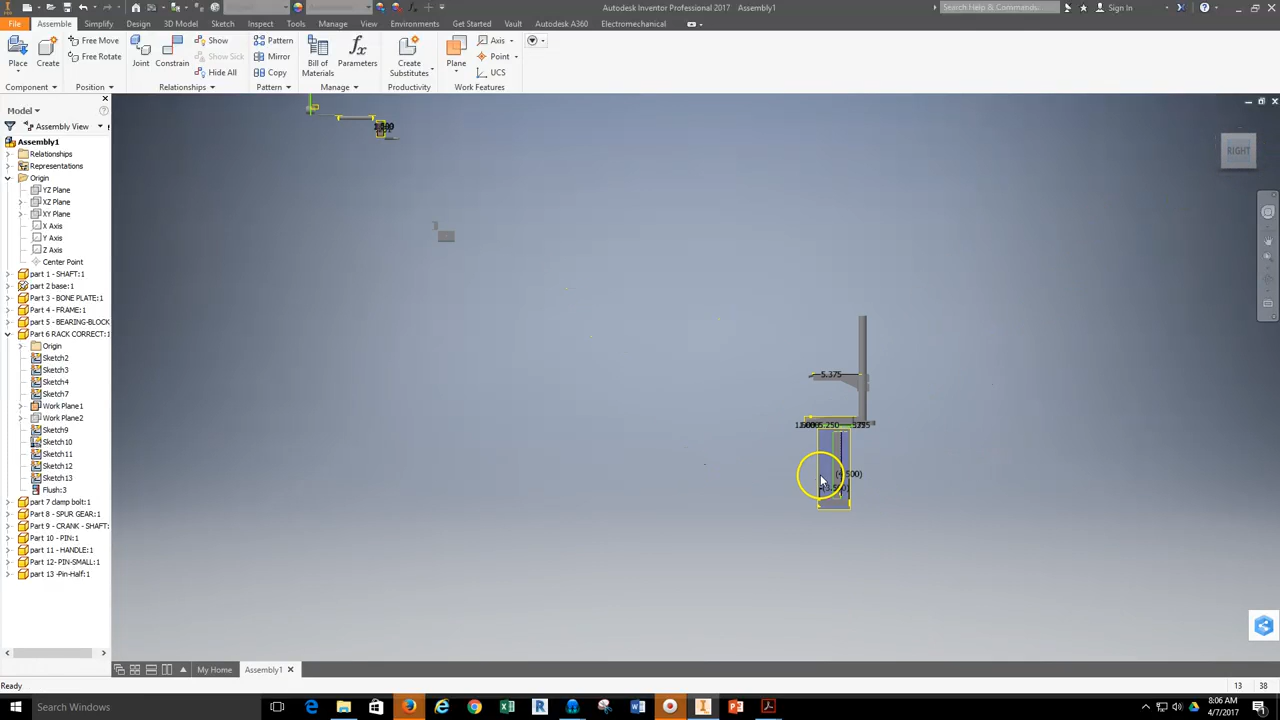 Autodesk Inventor Professional 2017   Assembly1
Search Help & Commands...
Sign In
File
Assemble
Simplify
Design
3D Model
Sketch
Inspect
Tools
Manage
View
Environments
Get Started
Vault
Autodesk A360
Electromechanical
Place
Create
Free Move
Free Rotate
Joint
Constrain
Show
Show Sick
Hide All
Pattern
Mirror
Copy
Bill of
Materials
Parameters
Create
Substitutes
Plane
Axis
Point
UCS
Component
Position
Relationships
Pattern
Manage
Productivity
Work Features
Model
Assembly View
Assembly1
Relationships
Representations
Origin
YZ Plane
XZ Plane
XY Plane
X Axis
Y Axis
Z Axis
Center Point
part 1 - SHAFT:1
part 2 base:1
Part 3 - BONE PLATE:1
Part 4 - FRAME:1
part 5 - BEARING-BLOCK
Part 6 RACK CORRECT:1
Origin
Sketch2
Sketch3
Sketch4
Sketch7
Work Plane1
Work Plane2
Sketch9
Sketch10
Sketch11
Sketch12
Sketch13
Flush:3
part 7 clamp bolt:1
Part 8 - SPUR GEAR:1
Part 9 - CRANK - SHAFT:
Part 10 - PIN:1
part 11 - HANDLE:1
Part 12- PIN-SMALL:1
part 13 -Pin-Half:1
RIGHT
5.375
5.250
(4.500)
My Home
Assembly1
Ready
13
38
Search Windows
8:06 AM
4/7/2017